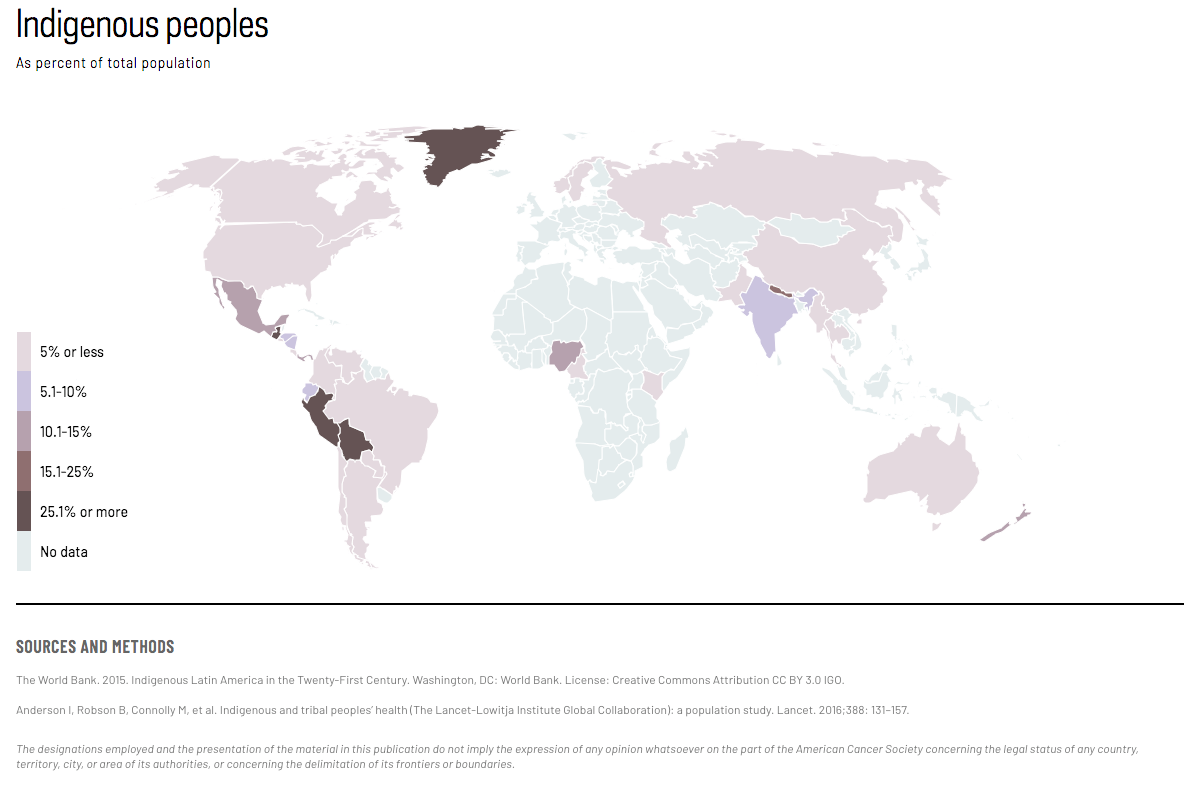 Indigenous peoples
As percent of total population
5% or less
5.1-10%
10.1-15%
15.1-25%
25.1% or more
No data
SOURCES AND METHODS
The World Bank. 2015. Indigenous Latin America in the Twenty-First Century. Washington, DC: World Bank. License: Creative Commons Attribution CC BY 3.0 IGO.
Anderson I, Robson B, Connolly M, et al. Indigenous and tribal peoples’ health (The Lancet-Lowitja Institute Global Collaboration): a population study. Lancet. 2016;388: 131–157.
The designations employed and the presentation of the material in this publication do not imply the expression of any opinion whatsoever on the part of the American Cancer Society concerning the legal status of any country,
territory, city, or area of its authorities, or concerning the delimitation of its frontiers or boundaries.